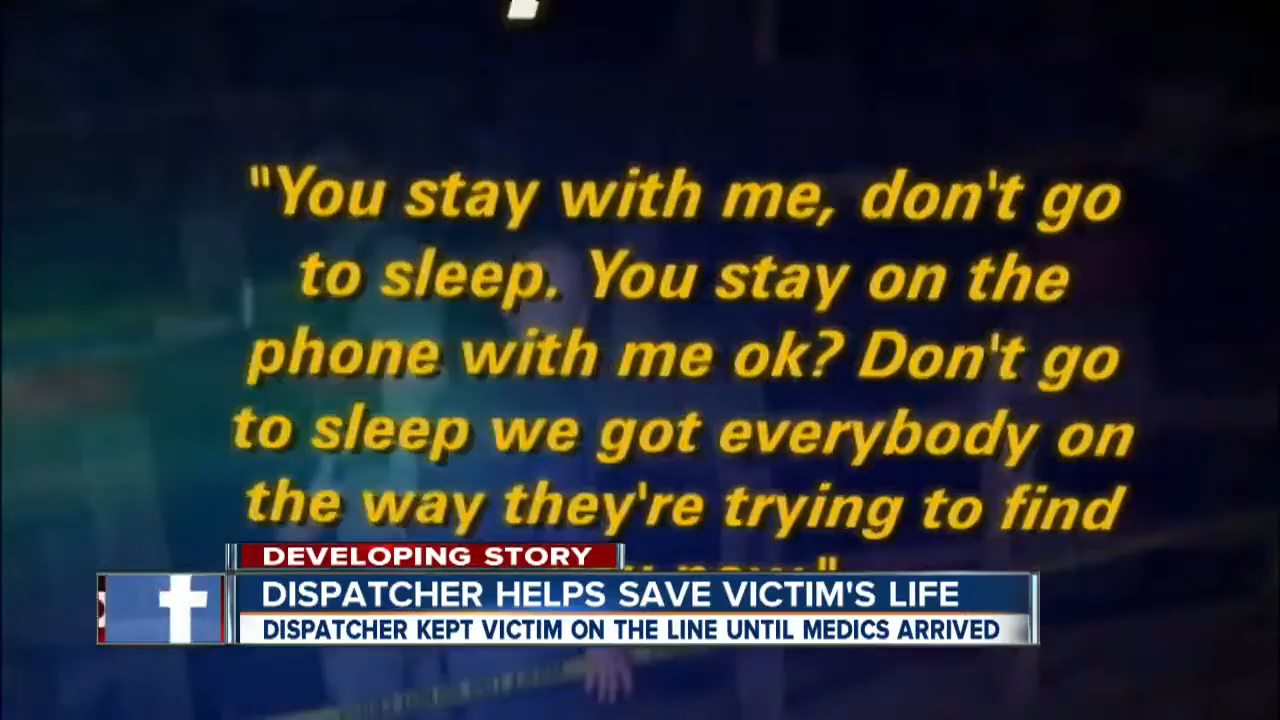 "You stay with me, don't go
to sleep. You stay on the
phone with me ok? Don't go
to sleep we got everybody on
the way they're trying to find
DEVELOPING STORY
DISPATCHER HELPS SAVE VICTIM'S LIFE
DISPATCHER KEPT VICTIM ON THE LINE UNTIL MEDICS ARRIVED